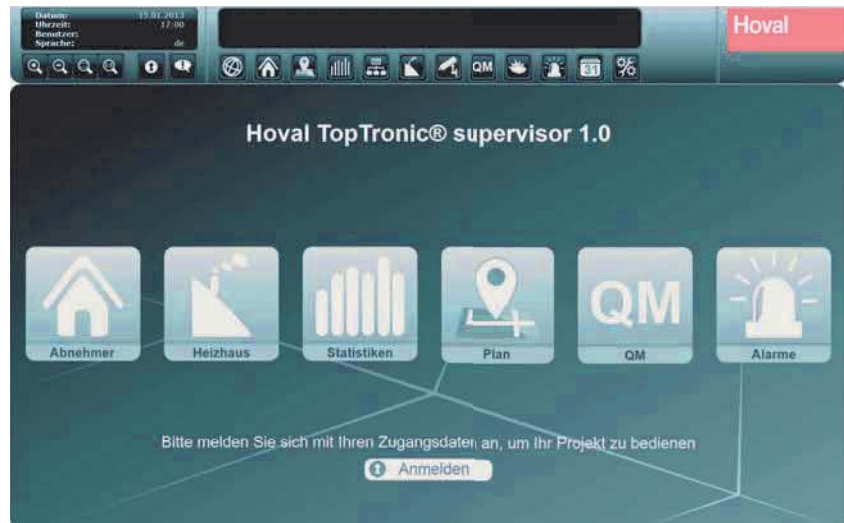 Datum: 15.01.2013
Uhrzeit: 17:00
Benutzer:
Sprache: de
Hoval
QM
31
Hoval TopTronic® supervisor 1.0
QM
Abnehmer
Heizhaus
Statistiken
Plan
QM
Alarme
Bitte melden Sie sich mit Ihren Zugangsdaten an, um Ihr Projekt zu bedienen
Anmelden